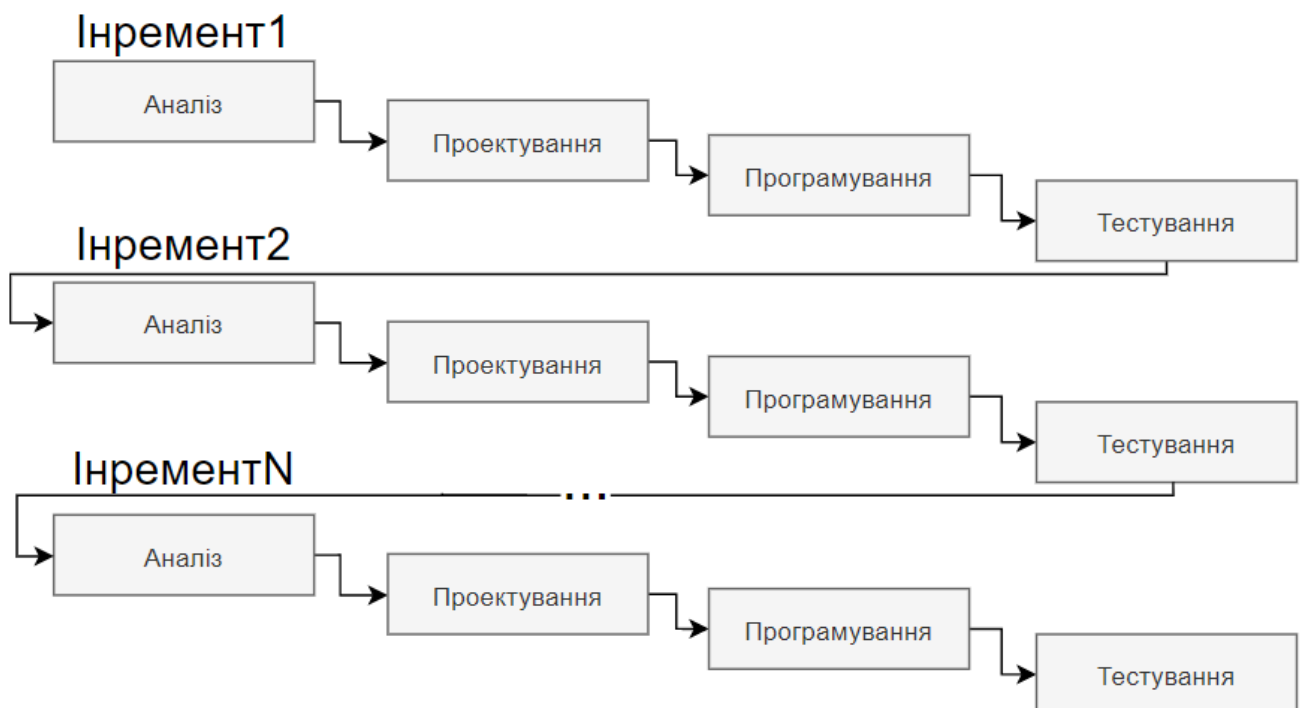 Інремент1
Аналіз
Проектування
Програмування
Тестування
Інремент2
Аналіз
Проектування
Програмування
Тестування
ІнрементN
...
Аналіз
Проектування
Програмування
Тестування